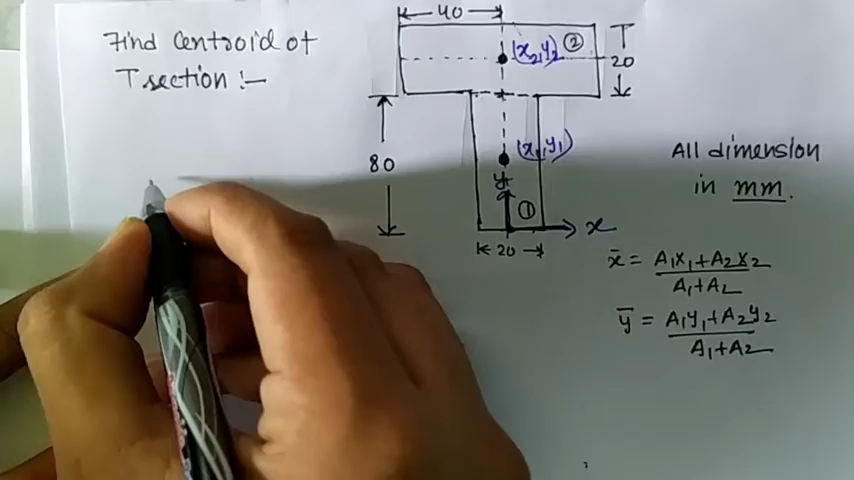 Find Centroid of
T section :-
40
(x2,y2)
②
20
80
(x1,y1)
y
①
x
20
All dimension
in mm.
x̄ = A1x1+A2x2
A1+A2
ȳ = A1y1+A2y2
A1+A2